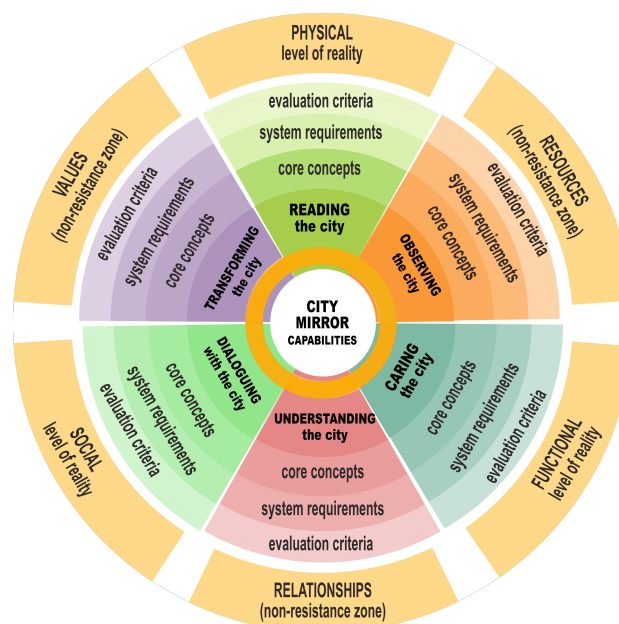 PHYSICAL
level of reality
evaluation criteria
system requirements
core concepts
READING
the city
RESOURCES
(non-resistance zone)
evaluation criteria
system requirements
core concepts
OBSERVING
the city
FUNCTIONAL
level of reality
evaluation criteria
system requirements
core concepts
CARING
the city
UNDERSTANDING
the city
core concepts
system requirements
evaluation criteria
RELATIONSHIPS
(non-resistance zone)
SOCIAL
level of reality
evaluation criteria
system requirements
core concepts
DIALOGUING
with the city
VALUES
(non-resistance zone)
evaluation criteria
system requirements
core concepts
TRANSFORMING
the city
CITY
MIRROR
CAPABILITIES